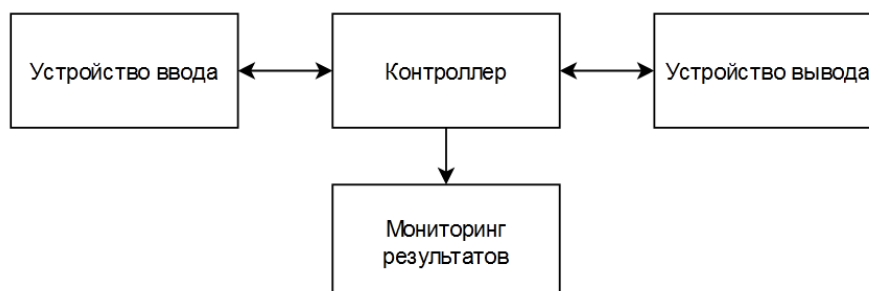 Устройство ввода
Контроллер
Устройство вывода
Мониторинг
результатов